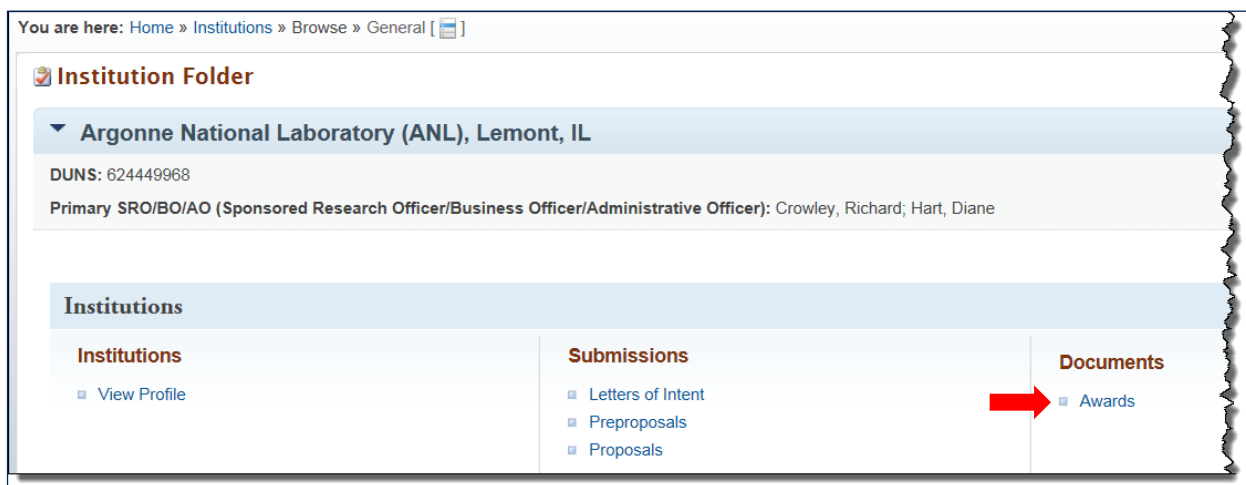 You are here: Home » Institutions » Browse » General [ ]
Institution Folder
Argonne National Laboratory (ANL), Lemont, IL
DUNS: 624449968
Primary SRO/BO/AO (Sponsored Research Officer/Business Officer/Administrative Officer): Crowley, Richard; Hart, Diane
Institutions
Institutions
View Profile
Submissions
Letters of Intent
Preproposals
Proposals
Documents
Awards